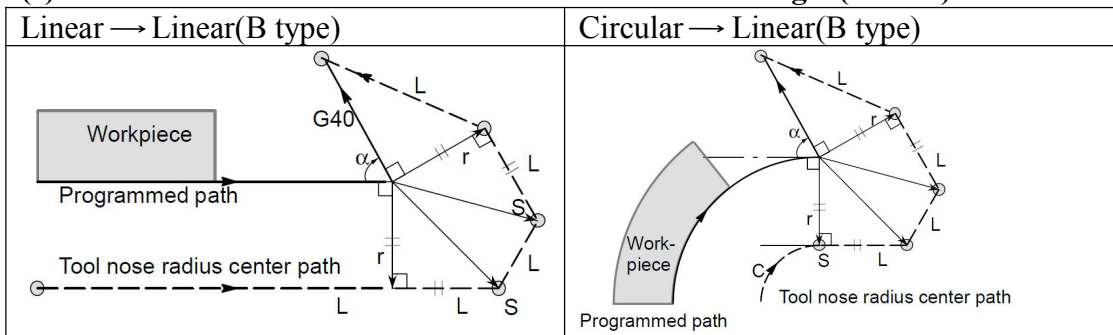 Linear → Linear(B type)
Circular → Linear(B type)
L
G40
Workpiece
α
r
L
Programmed path
S
r
L
Tool nose radius center path
L
L
S
L
α
r
L
Work-
piece
r
L
C
S
L
Tool nose radius center path
Programmed path